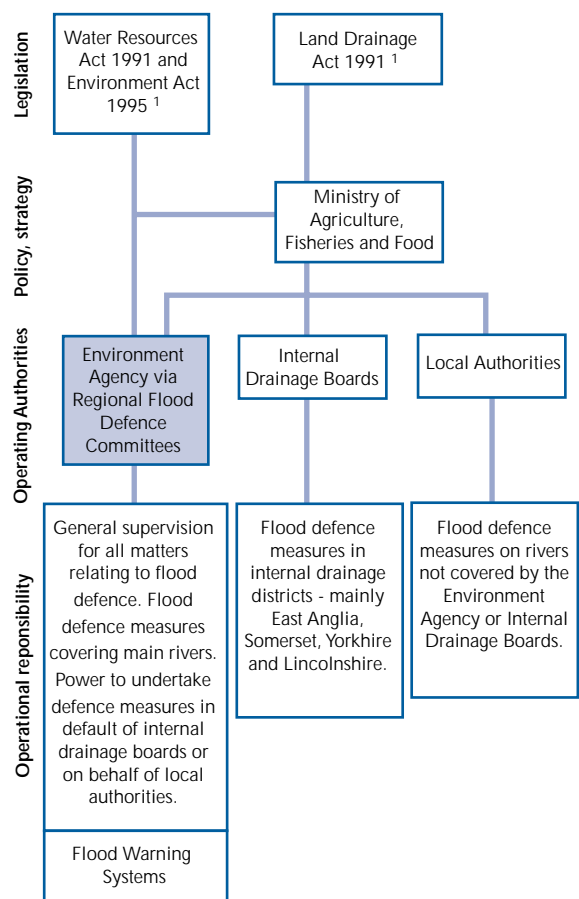 Legislation
Water Resources
Act 1991 and
Environment Act
1995 1
Land Drainage
Act 1991 1
Policy, strategy
Ministry of
Agriculture,
Fisheries and Food
Operating Authorities
Environment
Agency via
Regional Flood
Defence
Committees
Internal
Drainage Boards
Local Authorities
Operational reponsibility
General supervision
for all matters
relating to flood
defence. Flood
defence measures
covering main rivers.
Power to undertake
defence measures in
default of internal
drainage boards or
on behalf of local
authorities.
Flood defence
measures in
internal drainage
districts - mainly
East Anglia,
Somerset, Yorkhire
and Lincolnshire.
Flood defence
measures on rivers
not covered by the
Environment
Agency or Internal
Drainage Boards.
Flood Warning
Systems